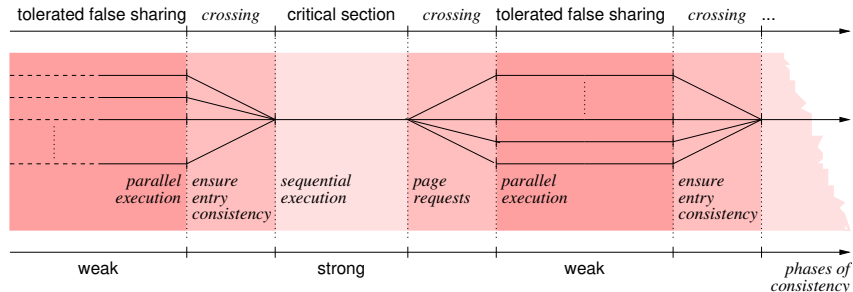 tolerated false sharing crossing critical section crossing tolerated false sharing crossing ...
parallel execution
ensure entry consistency
sequential execution
page requests
parallel execution
ensure entry consistency
weak strong weak phases of
consistency